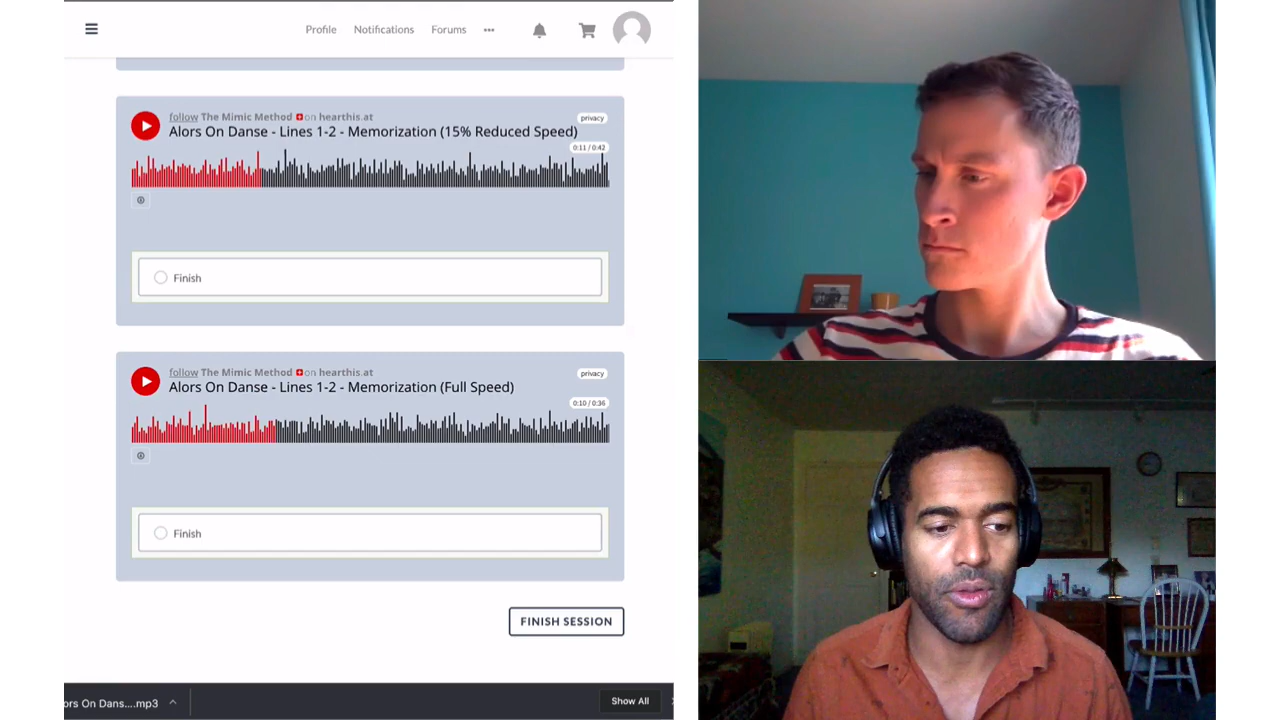 Profile Notifications Forums
follow The Mimic Method on hearthis.at
privacy
Alors On Danse - Lines 1-2 - Memorization (15% Reduced Speed)
0:11 / 0:42
Finish
follow The Mimic Method on hearthis.at
privacy
Alors On Danse - Lines 1-2 - Memorization (Full Speed)
0:10 / 0:36
Finish
FINISH SESSION
ors On Dans....mp3
Show All